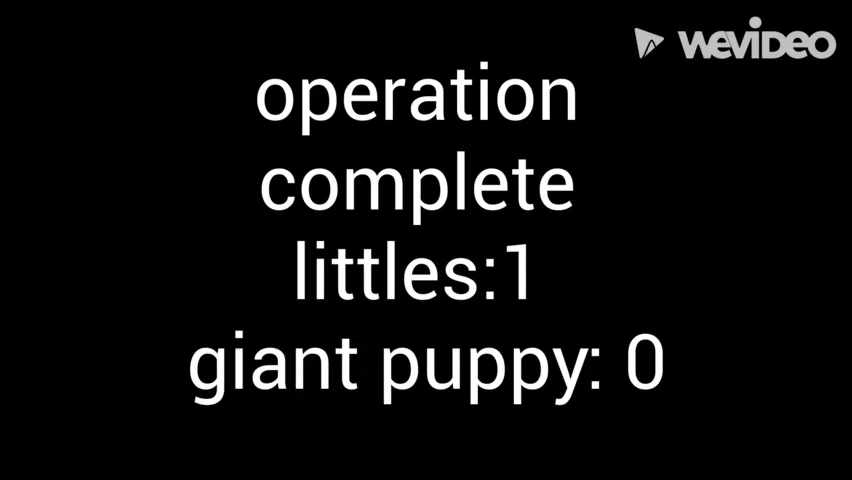 WEVIDEO
operation
complete
littles:1
giant puppy: 0